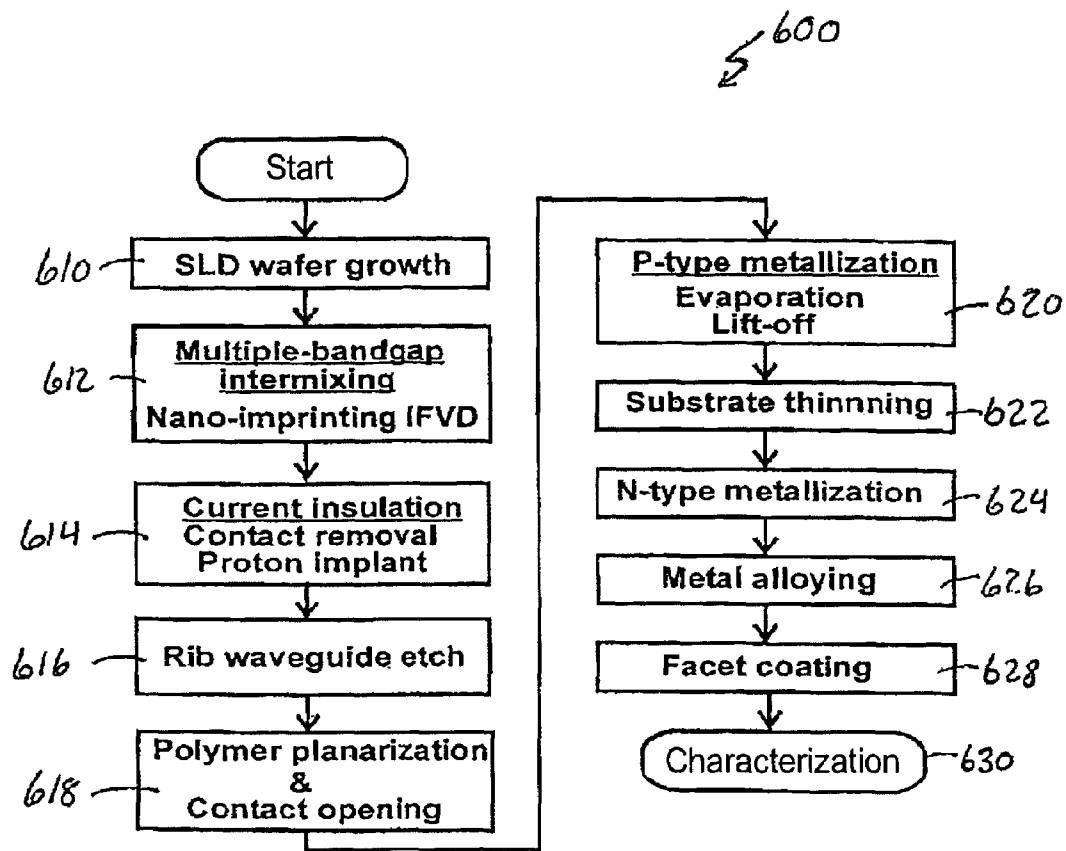 600
Start
610
SLD wafer growth
612
Multiple-bandgap
intermixing
Nano-imprinting IFVD
614
Current insulation
Contact removal
Proton implant
616
Rib waveguide etch
618
Polymer planarization
&
Contact opening
P-type metallization
Evaporation
Lift-off
620
Substrate thinnning
622
N-type metallization
624
Metal alloying
626
Facet coating
628
Characterization
630